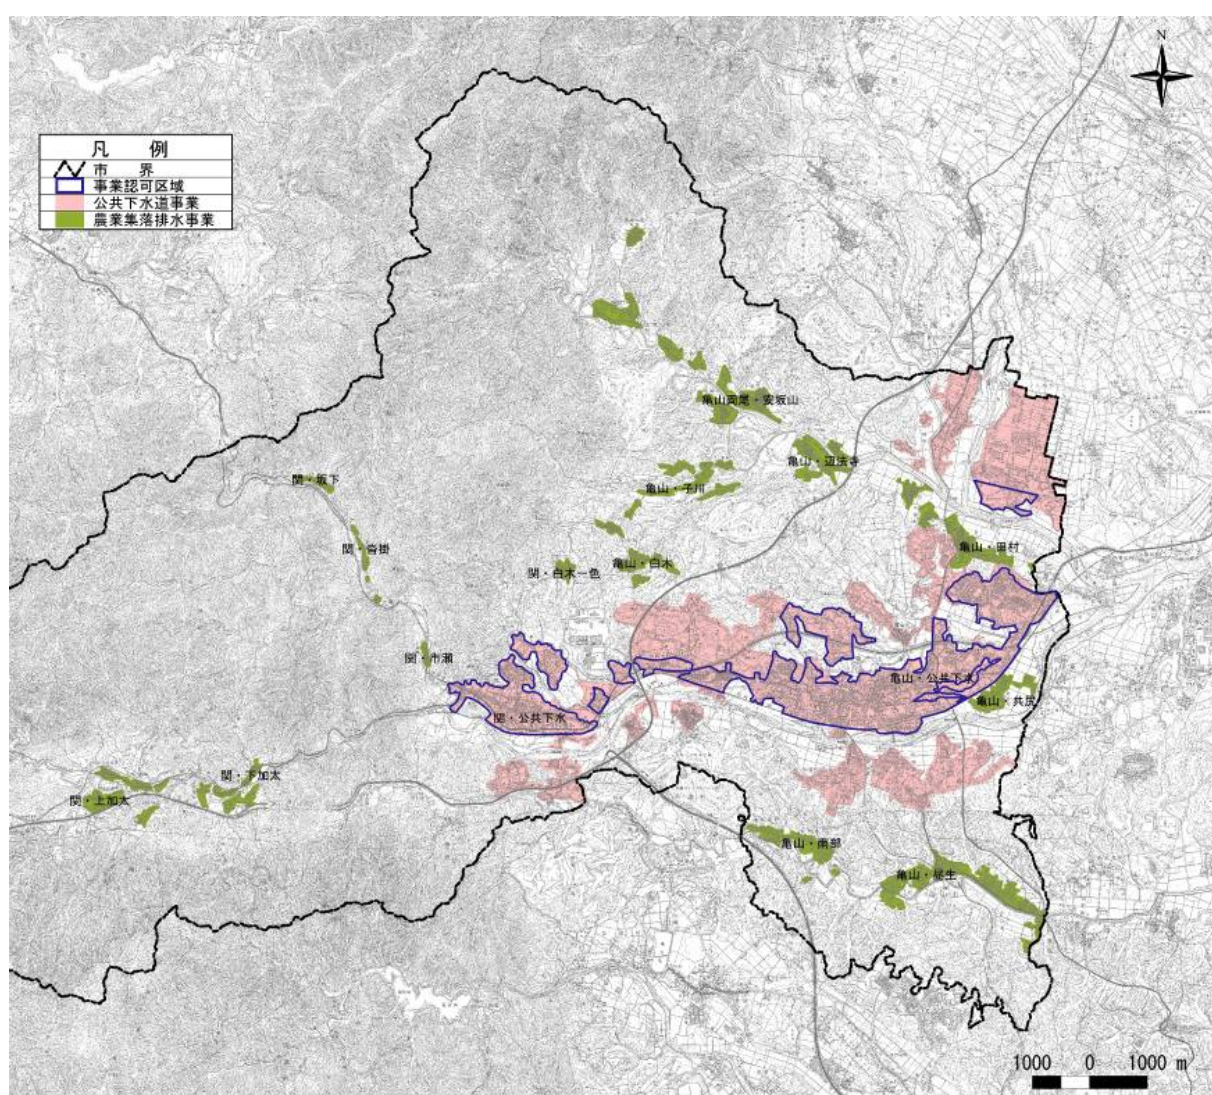 N
凡 例
市 界
事業認可区域
公共下水道事業
農業集落排水事業
亀山両尾・安坂山
亀山・辺法寺
関・坂下
亀山・子川
関・沓掛
亀山・田村
関・白木一色
亀山・白木
関・市瀬
亀山・公共下水
亀山・共尻
関・公共下水
関・下加太
関・上加太
亀山・南部
亀山・昼生
1000 0 1000 m